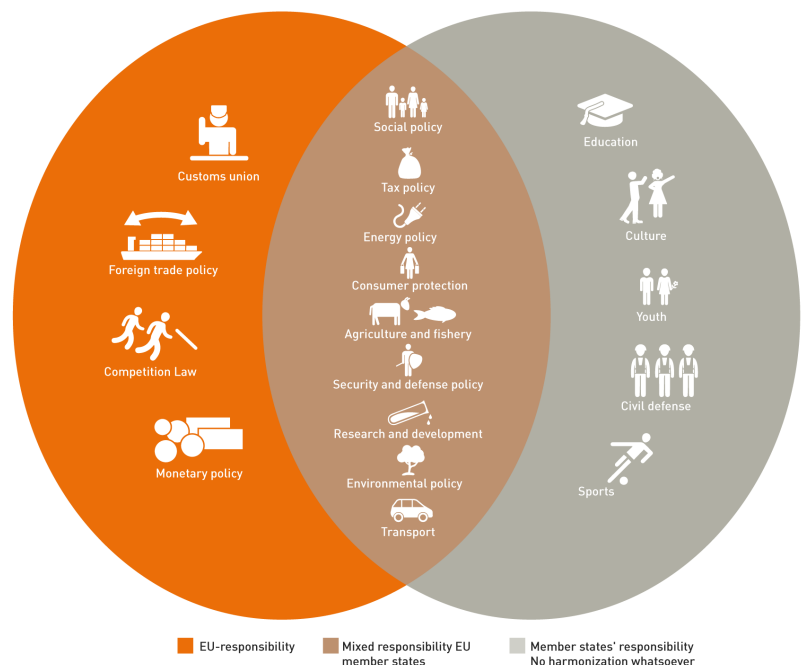 Customs union
Foreign trade policy
Competition Law
Monetary policy
Social policy
Tax policy
Energy policy
Consumer protection
Agriculture and fishery
Security and defense policy
Research and development
Environmental policy
Transport
Education
Culture
Youth
Civil defense
Sports
EU-responsibility
Mixed responsibility EU
member states
Member states' responsibility
No harmonization whatsoever